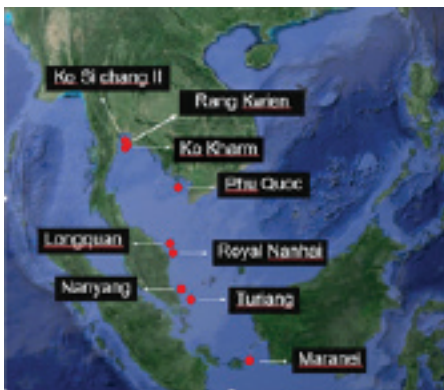 Ko Si chang II
Rang Kwien
Ko Kharm
Phu Quoc
Longquan
Royal Nanhai
Nanyang
Turiang
Maranei